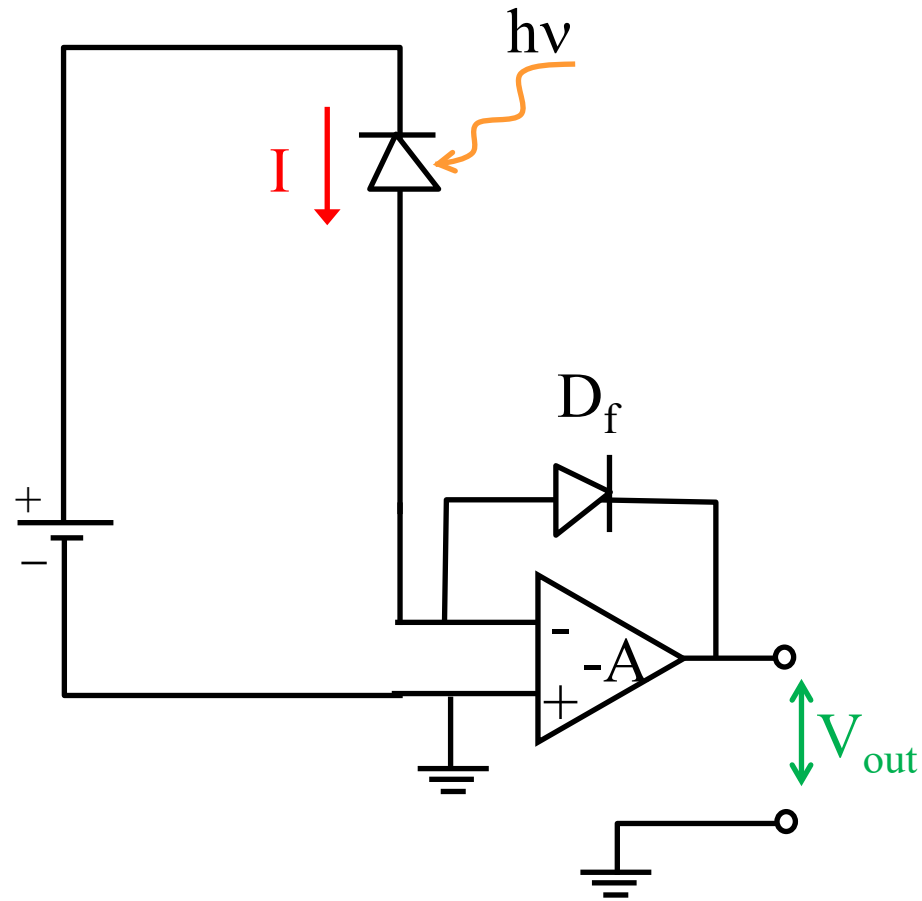 hν
I
D_f
+
−
-
-A
+
V_out